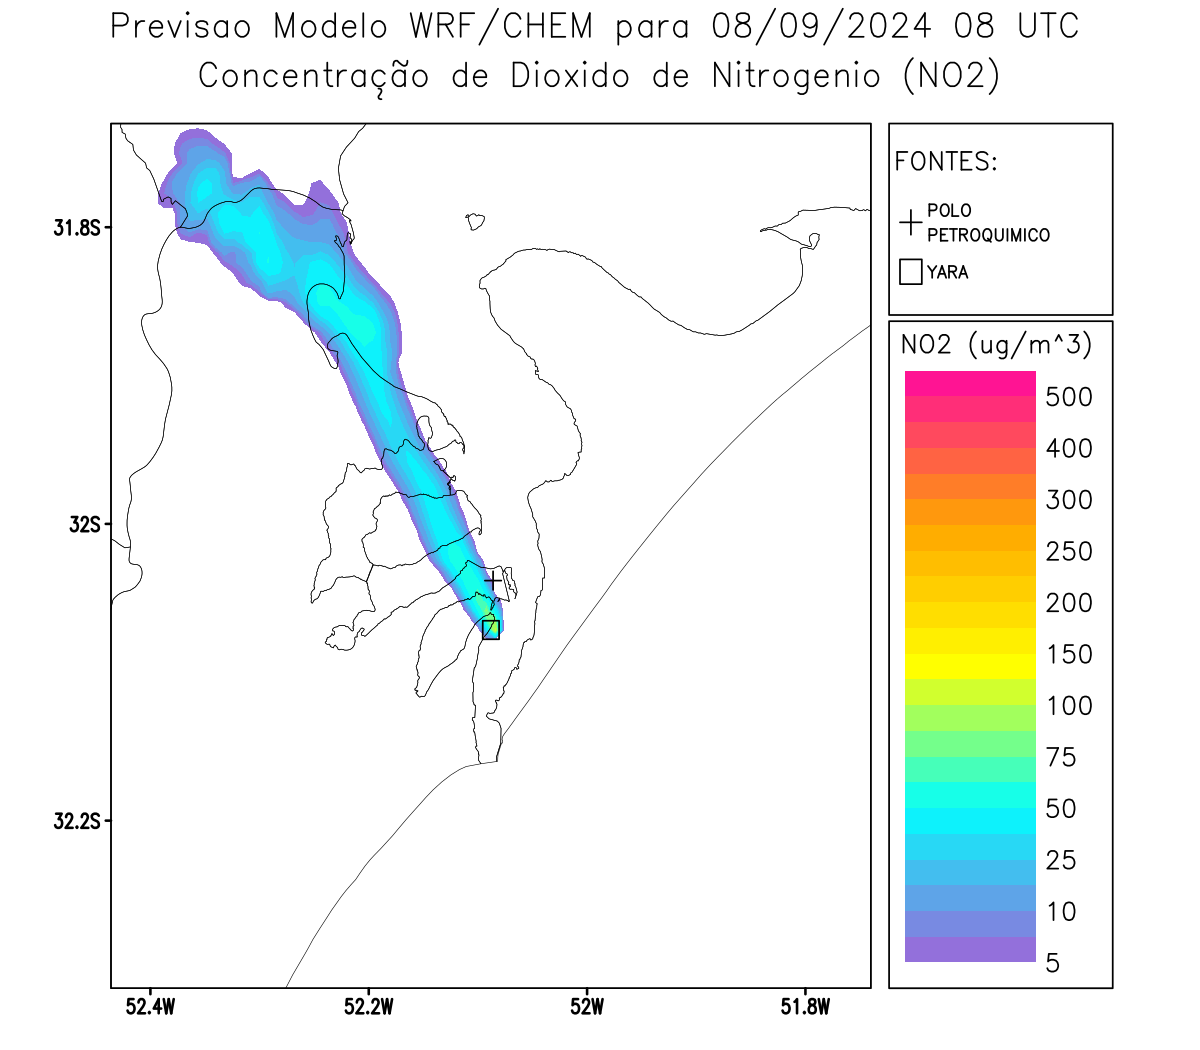 Previsao Modelo WRF/CHEM para 08/09/2024 08 UTC
Concentração de Dioxido de Nitrogenio (NO2)
FONTES:
POLO
PETROQUIMICO
YARA
NO2 (ug/m^3)
500
400
300
250
200
150
100
75
50
25
10
5
31.8S
32S
32.2S
52.4W
52.2W
52W
51.8W